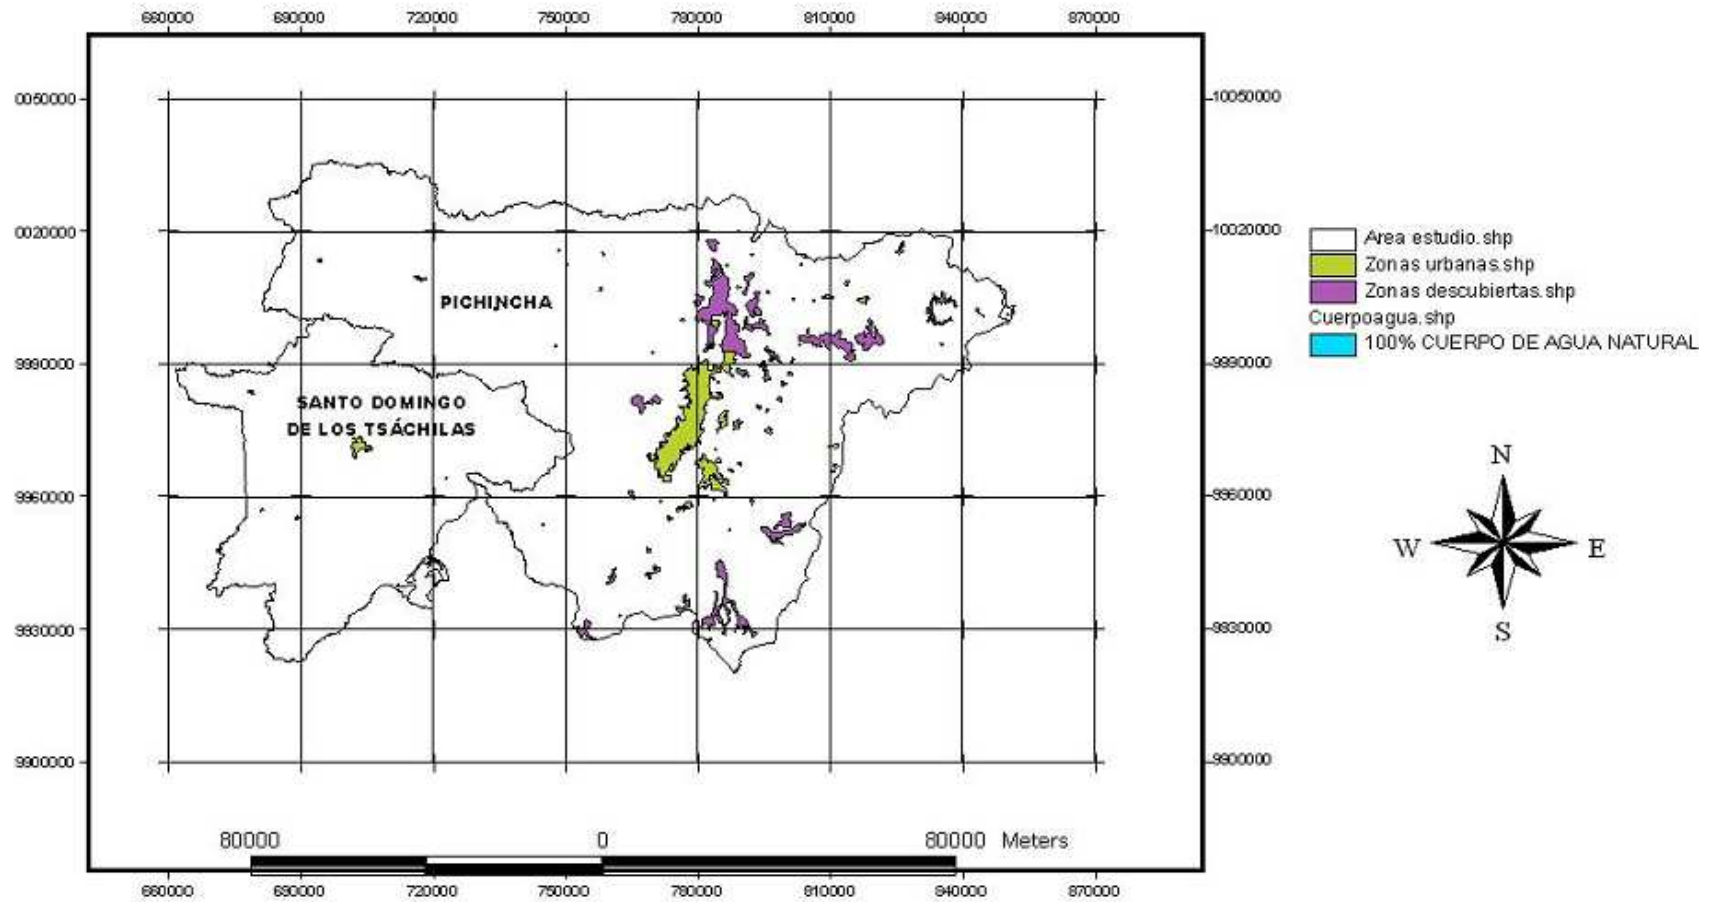 660000 690000 720000 750000 780000 810000 840000 870000
0050000 10050000
0020000 10020000
9990000 9990000
9960000 9960000
9930000 9930000
9900000 9900000
PICHINCHA
SANTO DOMINGO
DE LOS TSÁCHILAS
80000 0 80000 Meters
660000 690000 720000 750000 780000 810000 840000 870000
Area estudio.shp
Zonas urbanas.shp
Zonas descubiertas.shp
Cuerpoagua.shp
100% CUERPO DE AGUA NATURAL
N
W E
S